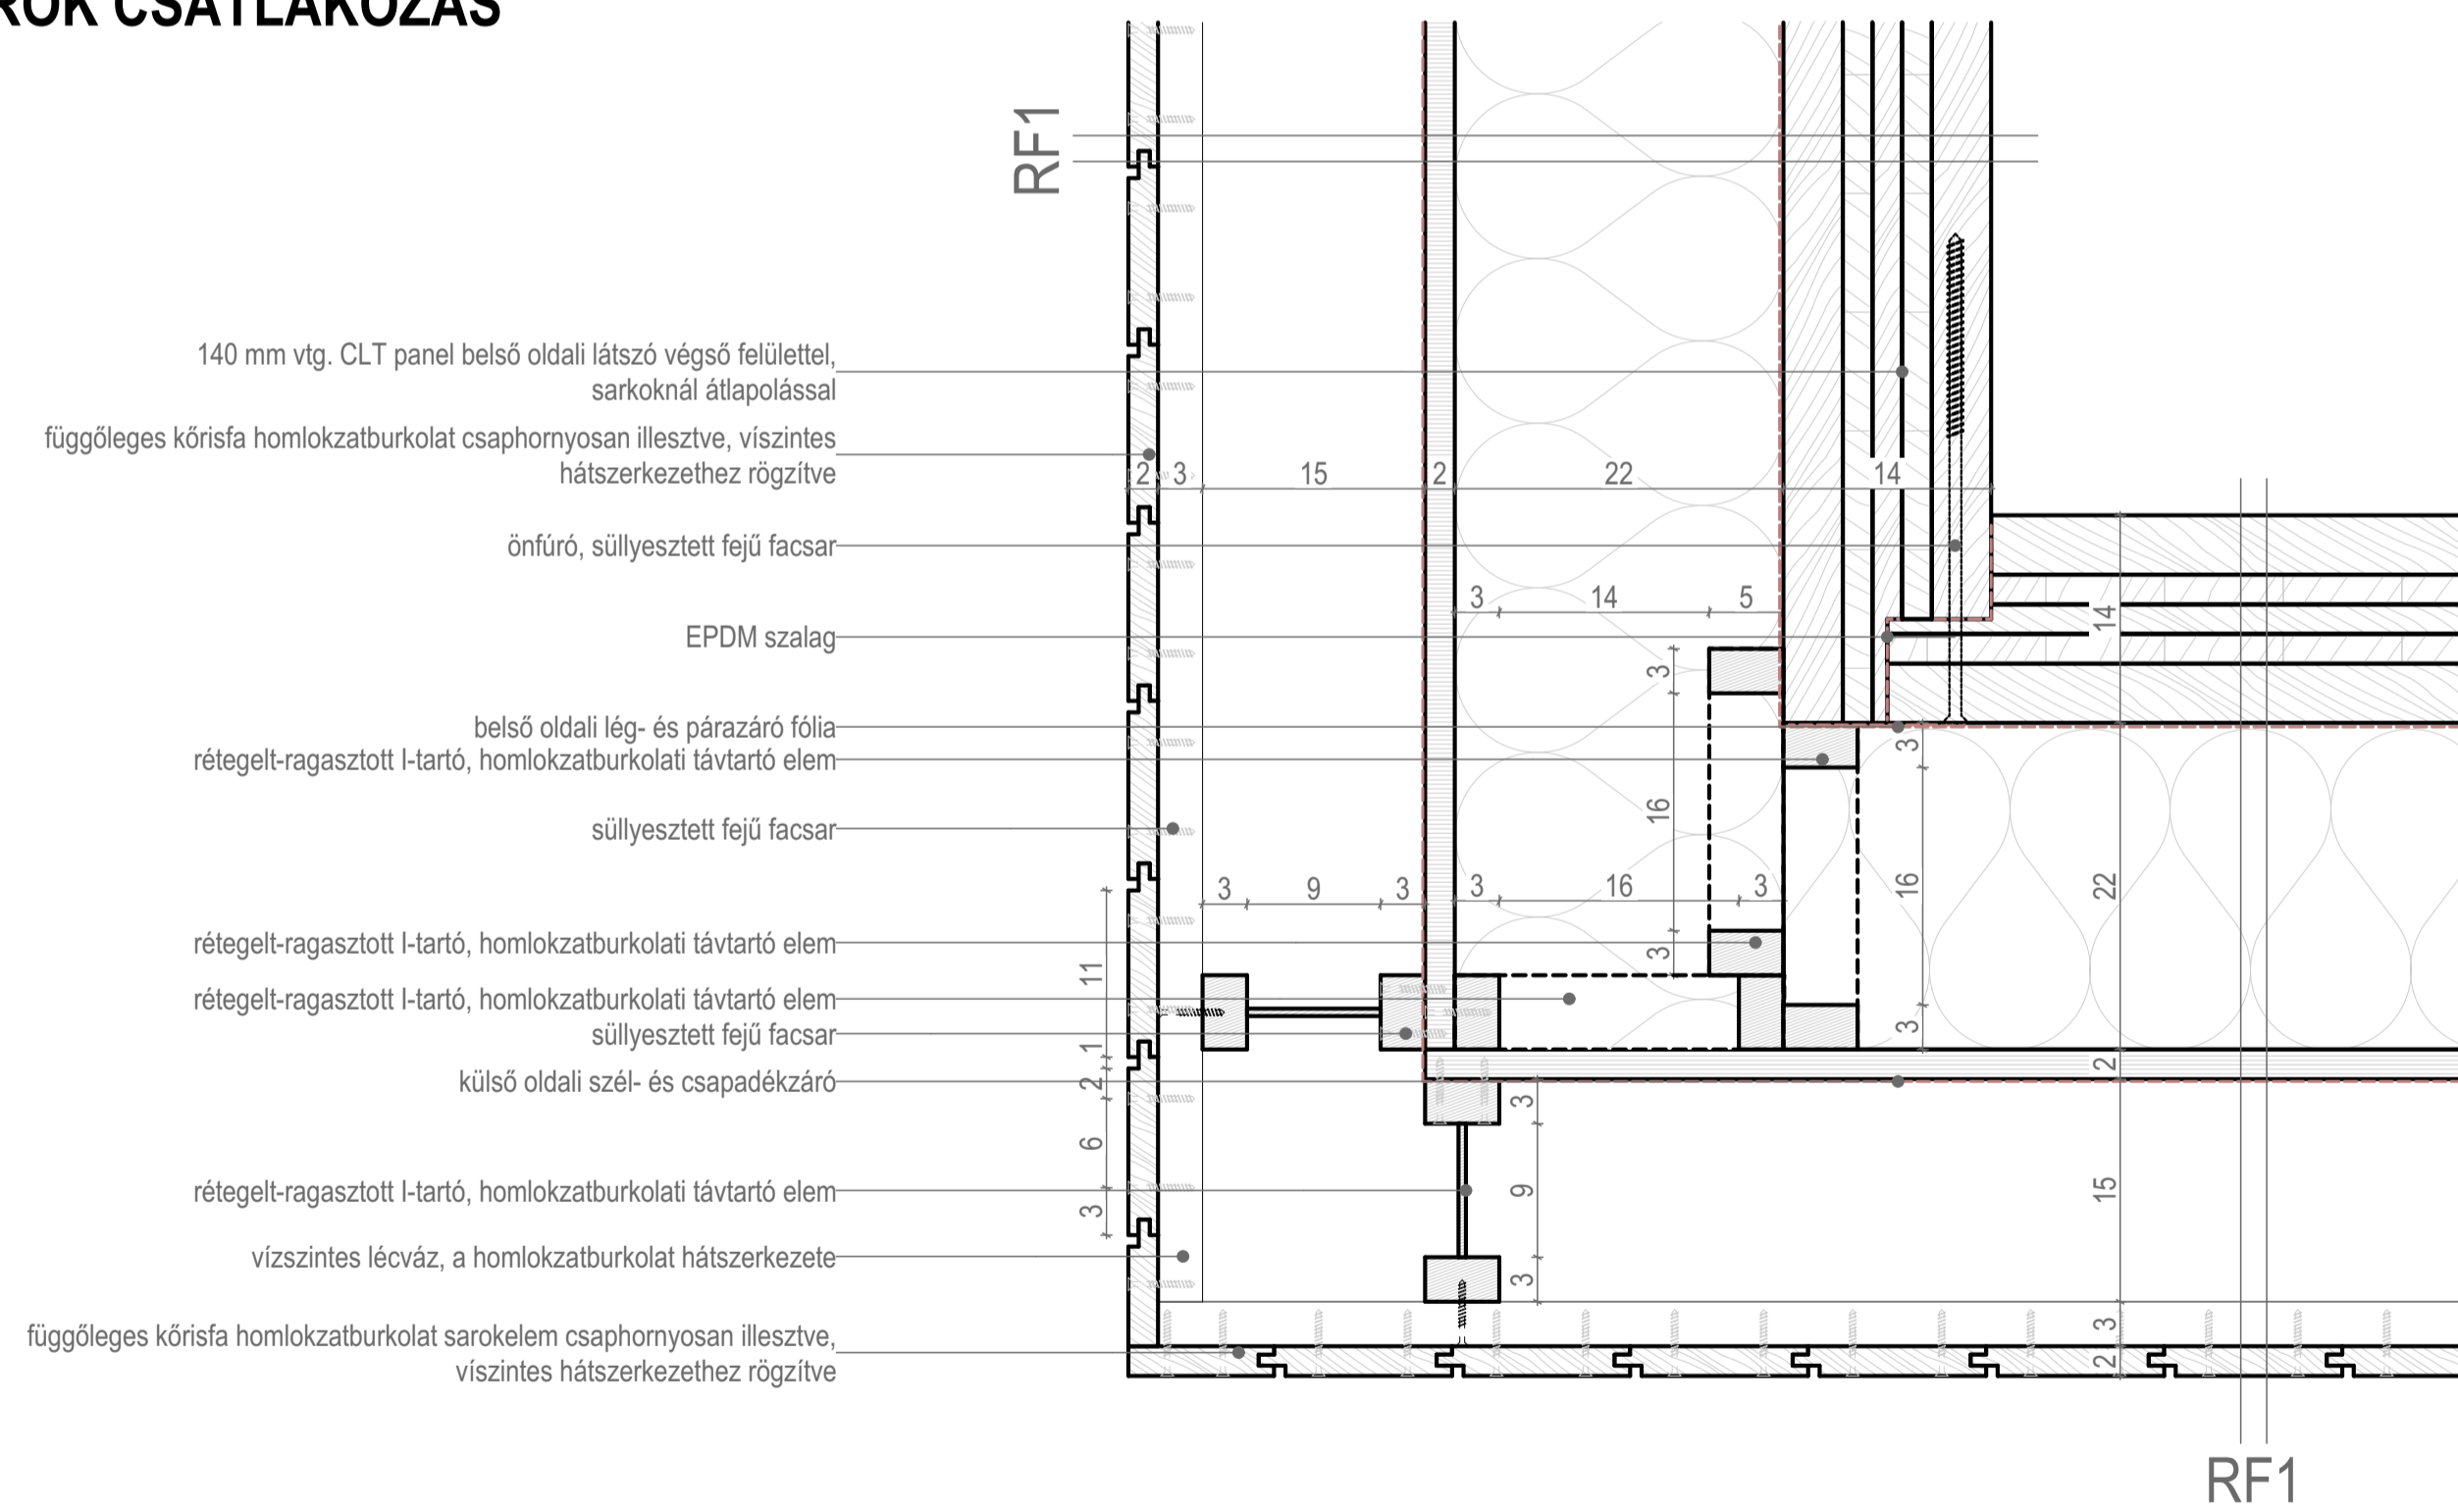 CSATLAKOZÁS
RF1
140 mm vtg. CLT panel belső oldali látszó végső felülettel,
sarkoknál átlapolással
függőleges kőrisfa homlokzatburkolat csaphornyosan illesztve, víszintes
hátszerkezethez rögzítve
2 3 15 2 22 14
önfúró, süllyesztett fejű facsar
3 14 5
14
EPDM szalag
3
belső oldali lég- és párazáró fólia
3
rétegelt-ragasztott I-tartó, homlokzatburkolati távtartó elem
16
süllyesztett fejű facsar
3 9 3 3 16 3
16
22
rétegelt-ragasztott I-tartó, homlokzatburkolati távtartó elem
3
11
rétegelt-ragasztott I-tartó, homlokzatburkolati távtartó elem
3
süllyesztett fejű facsar
1
2
külső oldali szél- és csapadékzáró
2
3
6
rétegelt-ragasztott I-tartó, homlokzatburkolati távtartó elem
9
15
3
vízszintes lécváz, a homlokzatburkolat hátszerkezete
3
függőleges kőrisfa homlokzatburkolat sarokelem csaphornyosan illesztve,
víszintes hátszerkezethez rögzítve
3
2
RF1